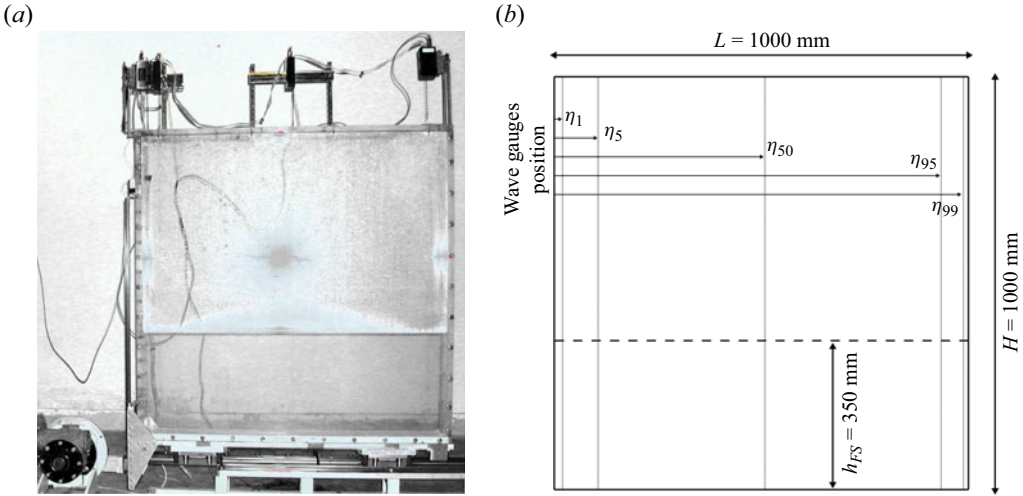 (a)
(b)
L = 1000 mm
Wave gauges
position
η1
η5
η50
η95
η99
H = 1000 mm
hFS = 350 mm